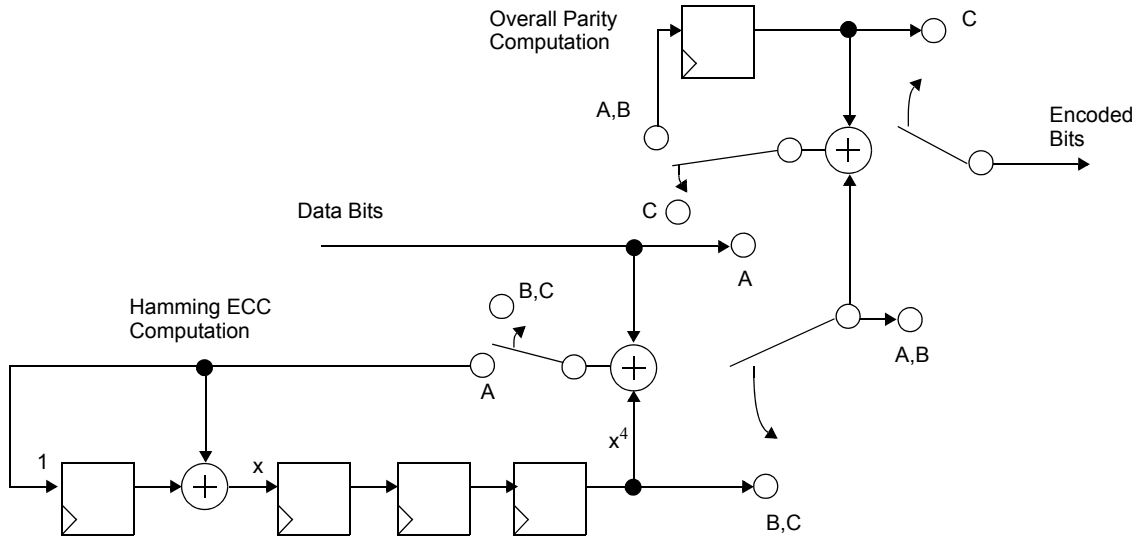 Overall Parity
Computation
C
A,B
Encoded
Bits
C
Data Bits
A
B,C
Hamming ECC
Computation
A,B
A
x⁴
1
x
B,C